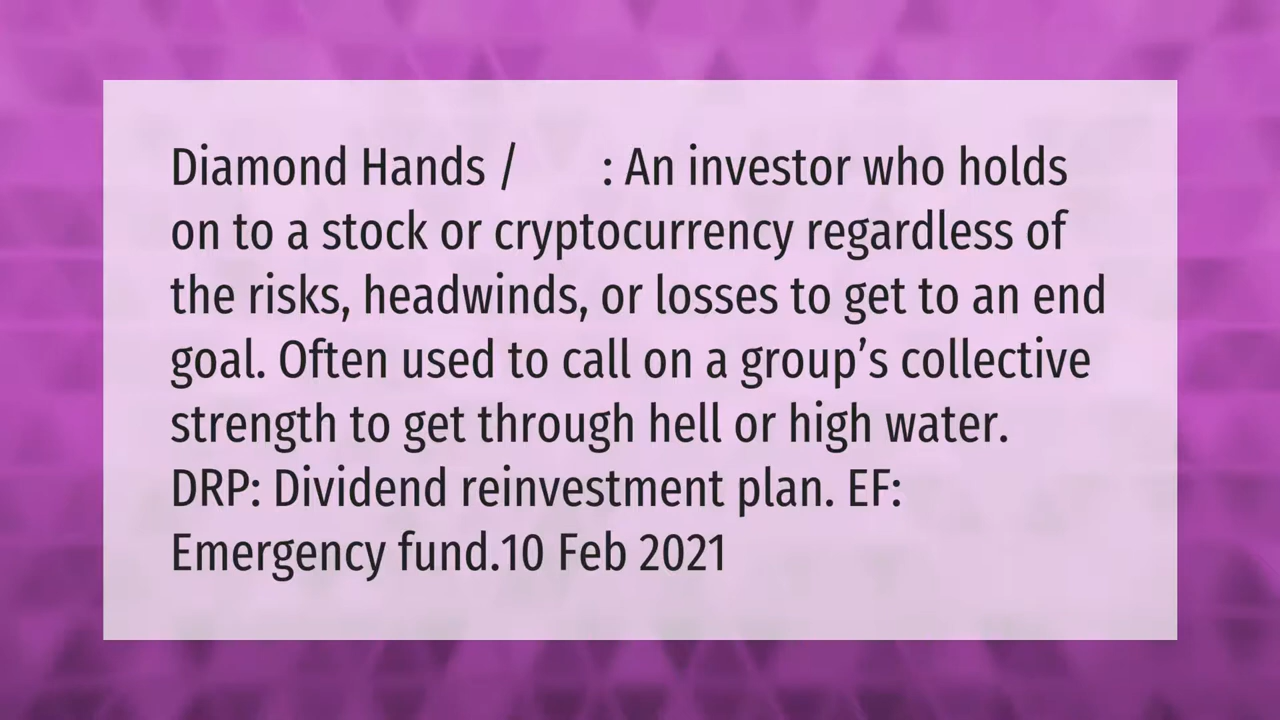 Diamond Hands / : An investor who holds
on to a stock or cryptocurrency regardless of
the risks, headwinds, or losses to get to an end
goal. Often used to call on a group’s collective
strength to get through hell or high water.
DRP: Dividend reinvestment plan. EF:
Emergency fund.10 Feb 2021